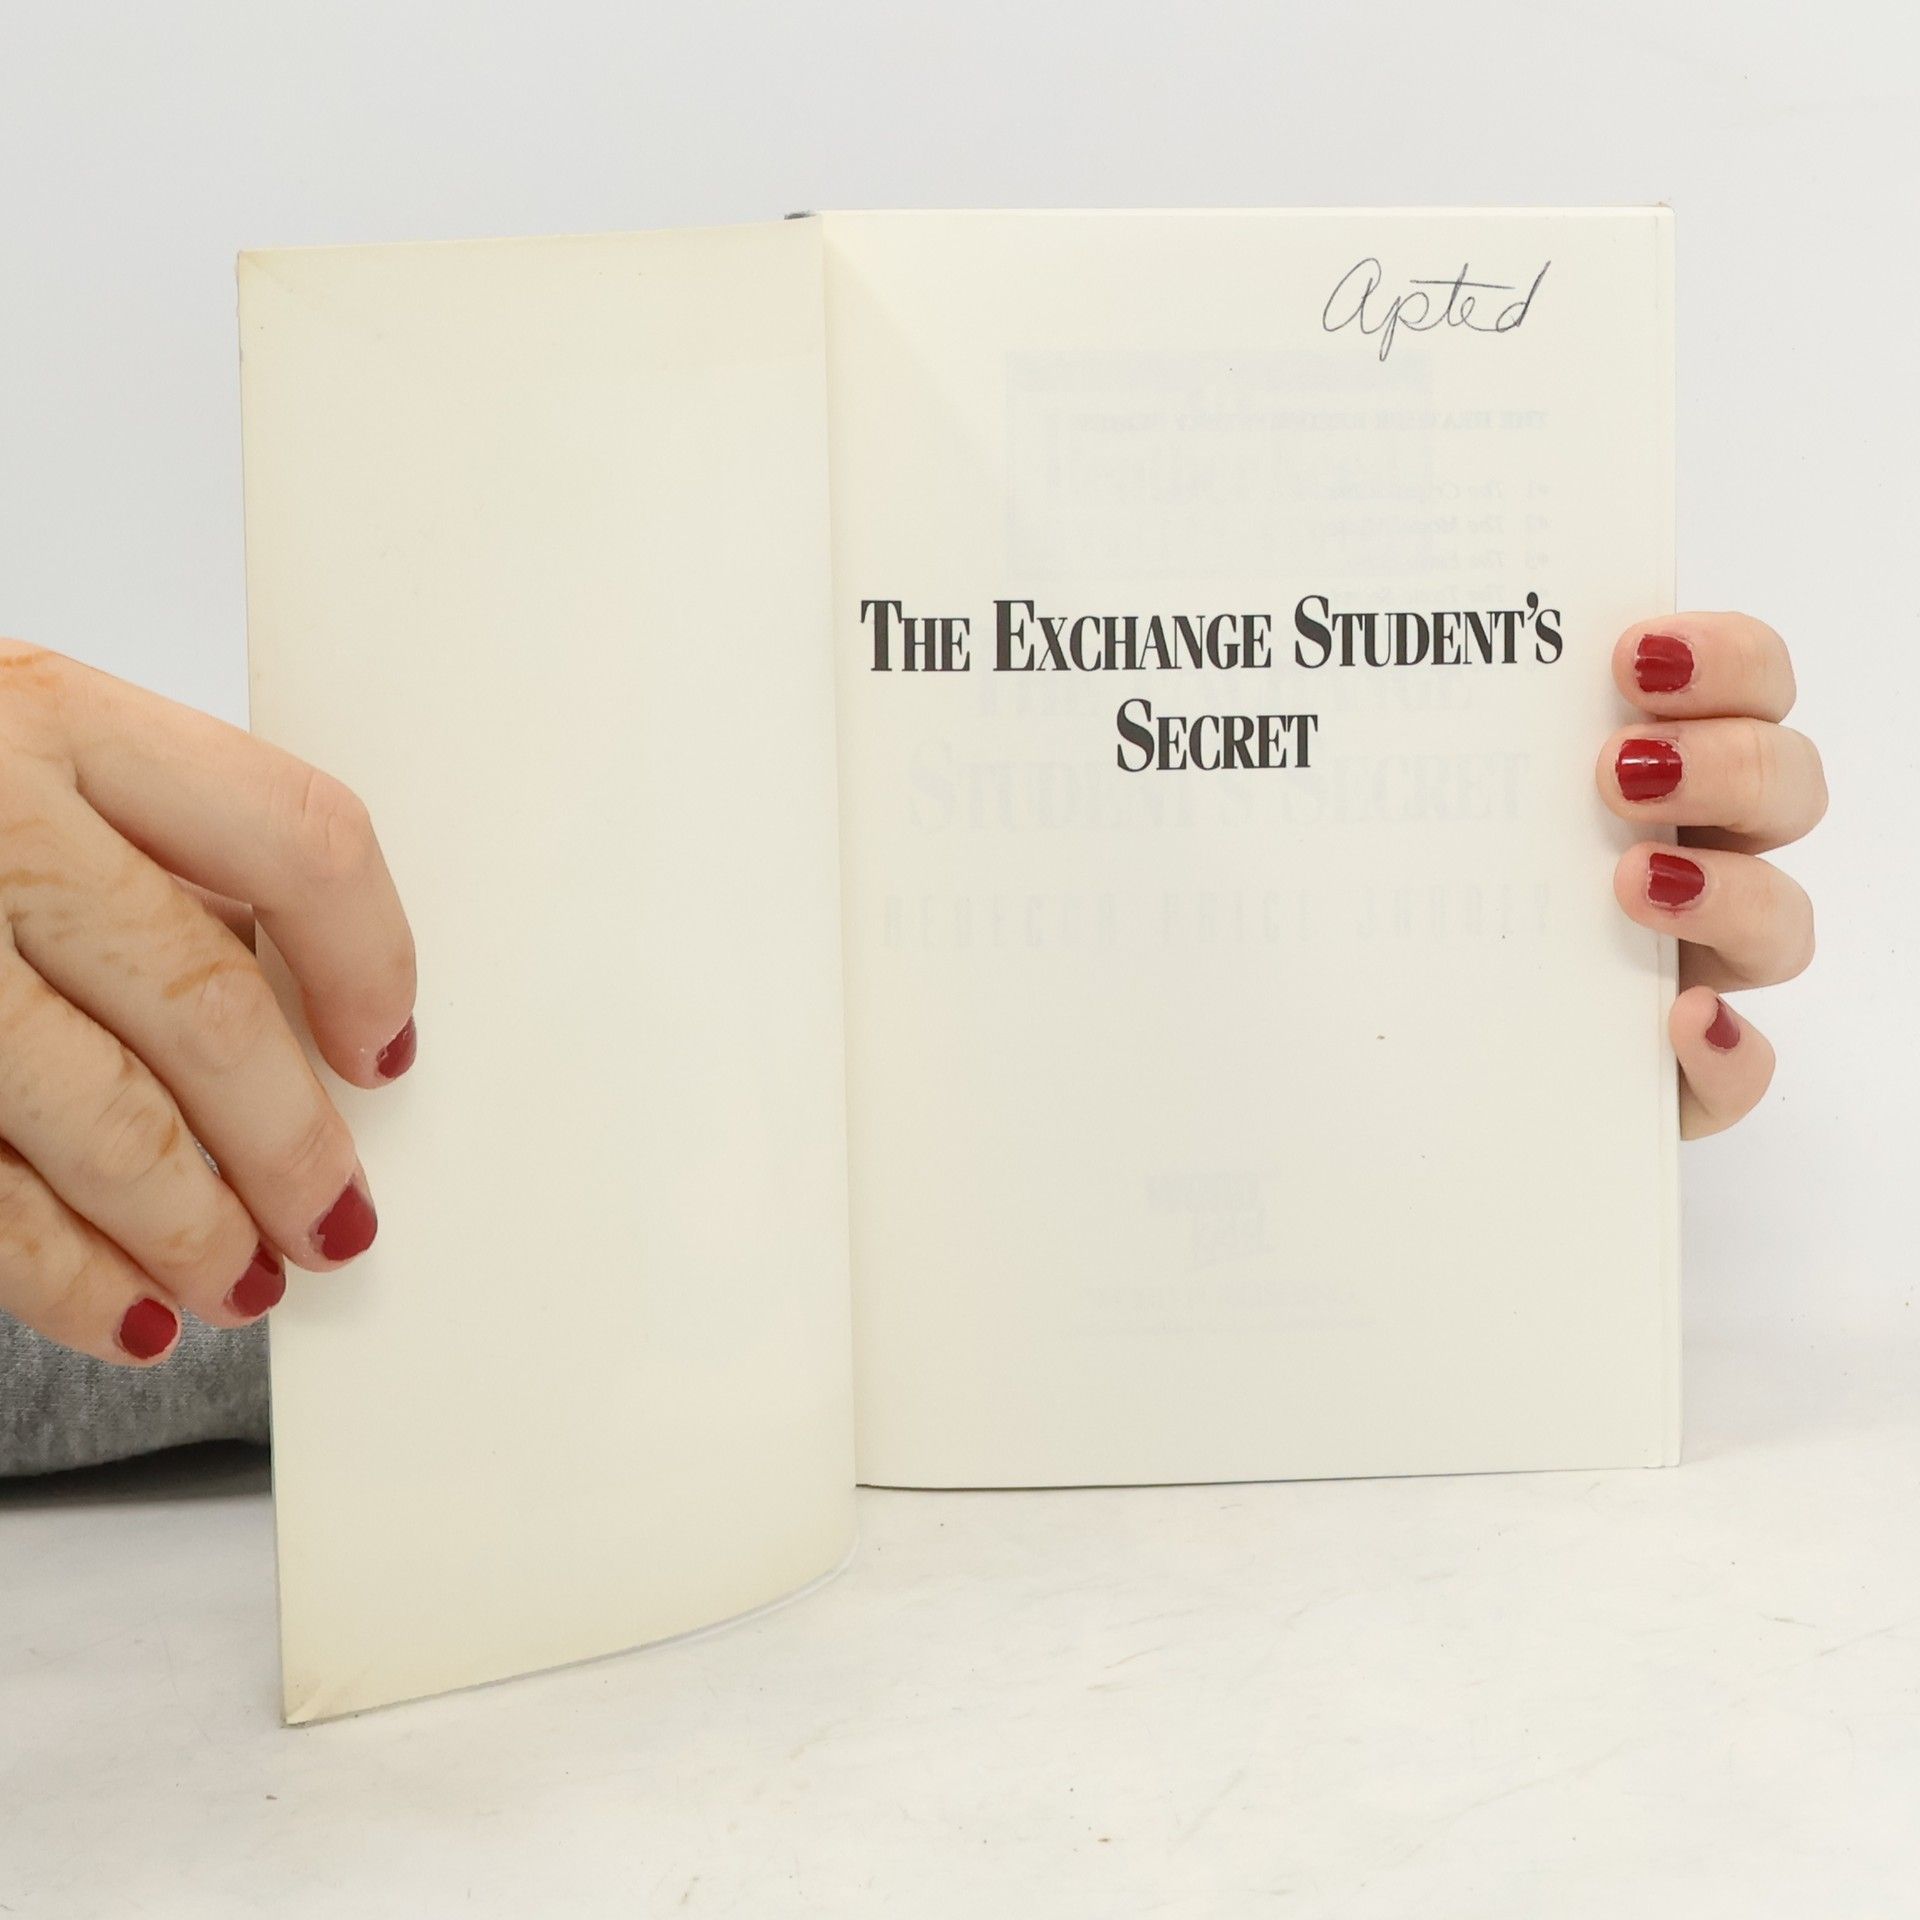 Apted
THE EXCHANGE STUDENT'S
SECRET